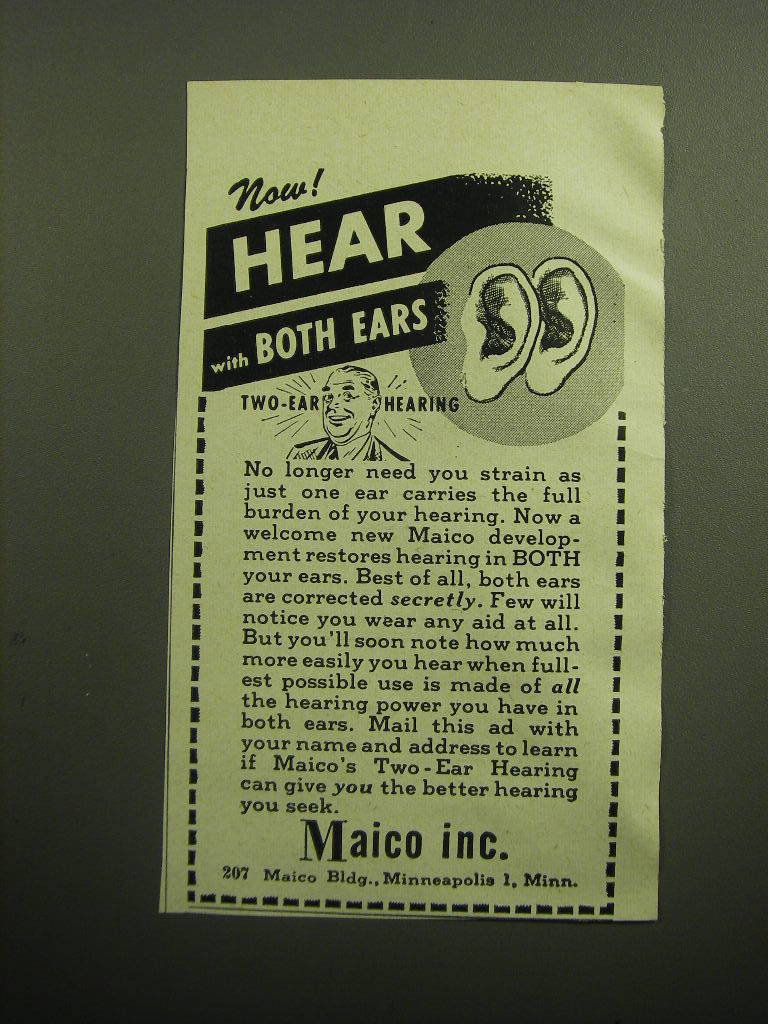 Now!
HEAR
with BOTH EARS
TWO-EAR HEARING
No longer need you strain as
just one ear carries the full
burden of your hearing. Now a
welcome new Maico develop-
ment restores hearing in BOTH
your ears. Best of all, both ears
are corrected secretly. Few will
notice you wear any aid at all.
But you'll soon note how much
more easily you hear when full-
est possible use is made of all
the hearing power you have in
both ears. Mail this ad with
your name and address to learn
if Maico's Two-Ear Hearing
can give you the better hearing
you seek.
Maico inc.
207 Maico Bldg., Minneapolis 1, Minn.